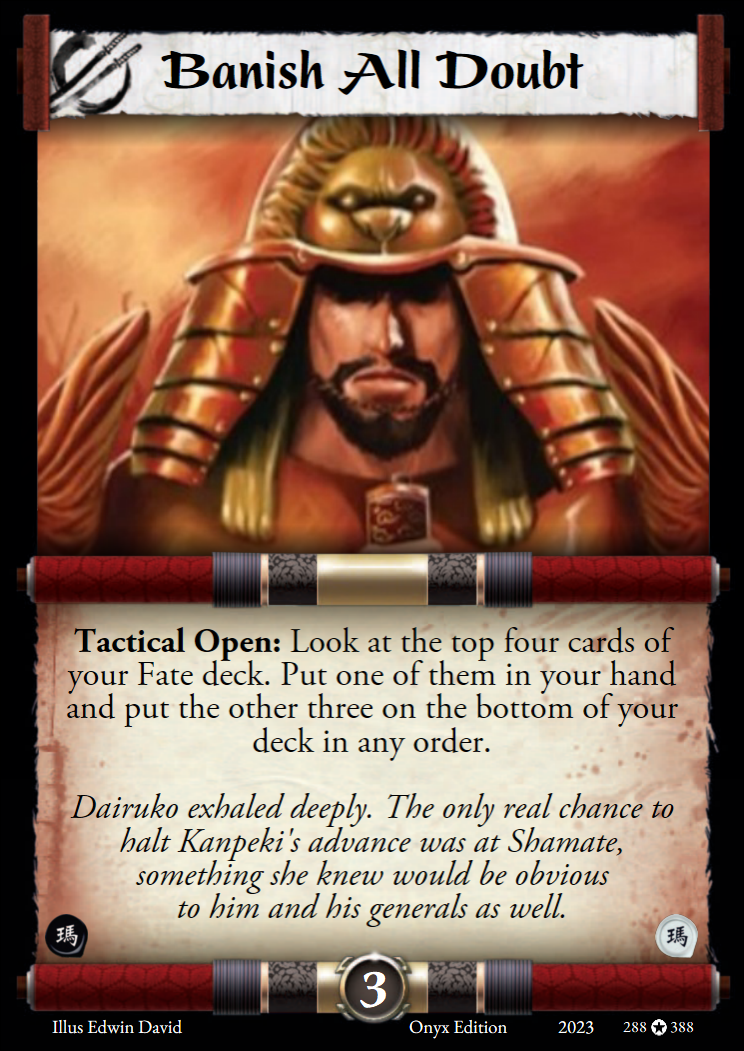 Banish All Doubt
Tactical Open: Look at the top four cards of
your Fate deck. Put one of them in your hand
and put the other three on the bottom of your
deck in any order.
Dairuko exhaled deeply. The only real chance to
halt Kanpeki's advance was at Shamate,
something she knew would be obvious
to him and his generals as well.
瑪
瑪
3
Illus Edwin David Onyx Edition 2023 288 ✪ 388